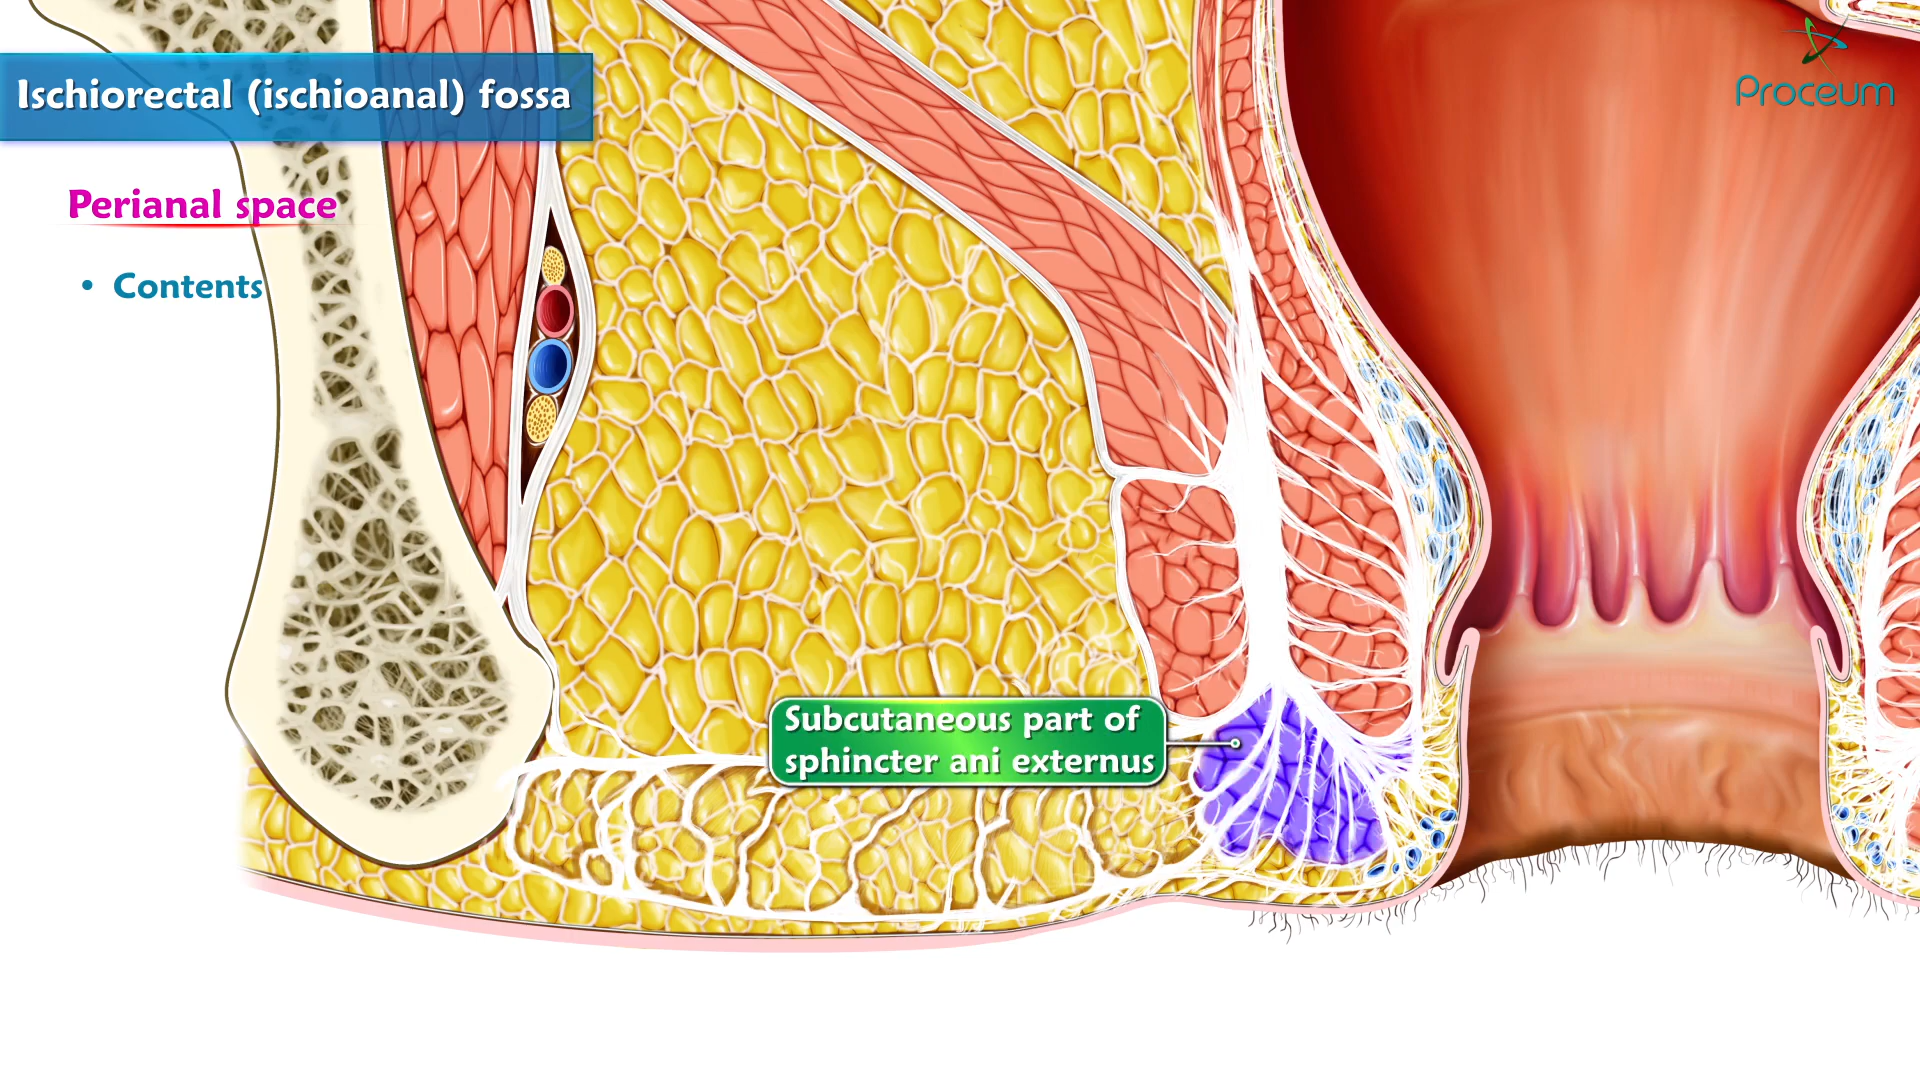 Ischiorectal (ischioanal) fossa
Proceum
Perianal space
• Contents
Subcutaneous part of
sphincter ani externus